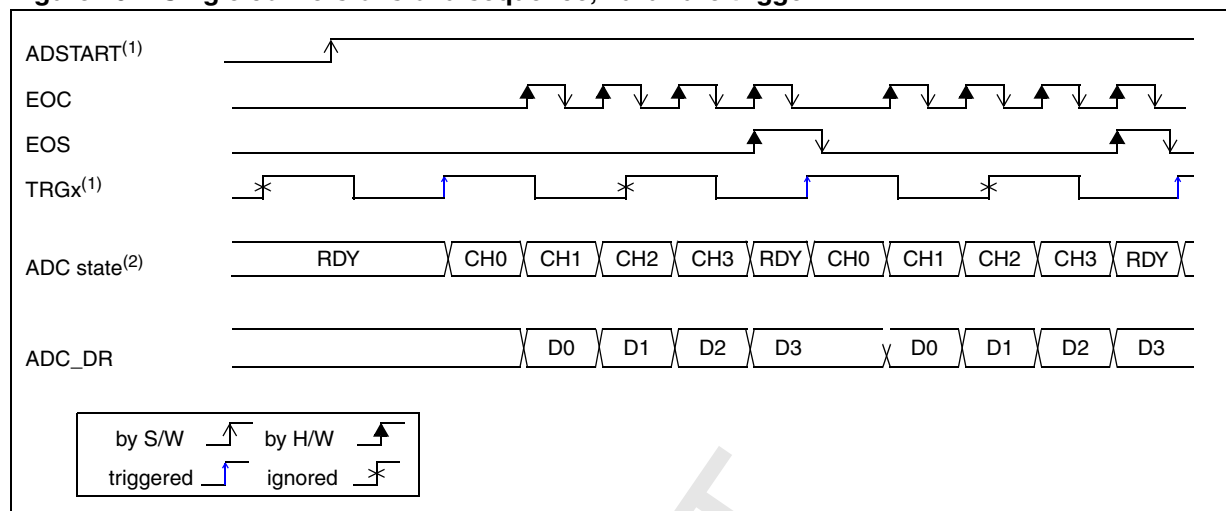 ADSTART(1)
EOC
EOS
TRGx(1)
ADC state(2) RDY CH0 CH1 CH2 CH3 RDY CH0 CH1 CH2 CH3 RDY
ADC_DR D0 D1 D2 D3 D0 D1 D2 D3
by S/W by H/W
triggered ignored